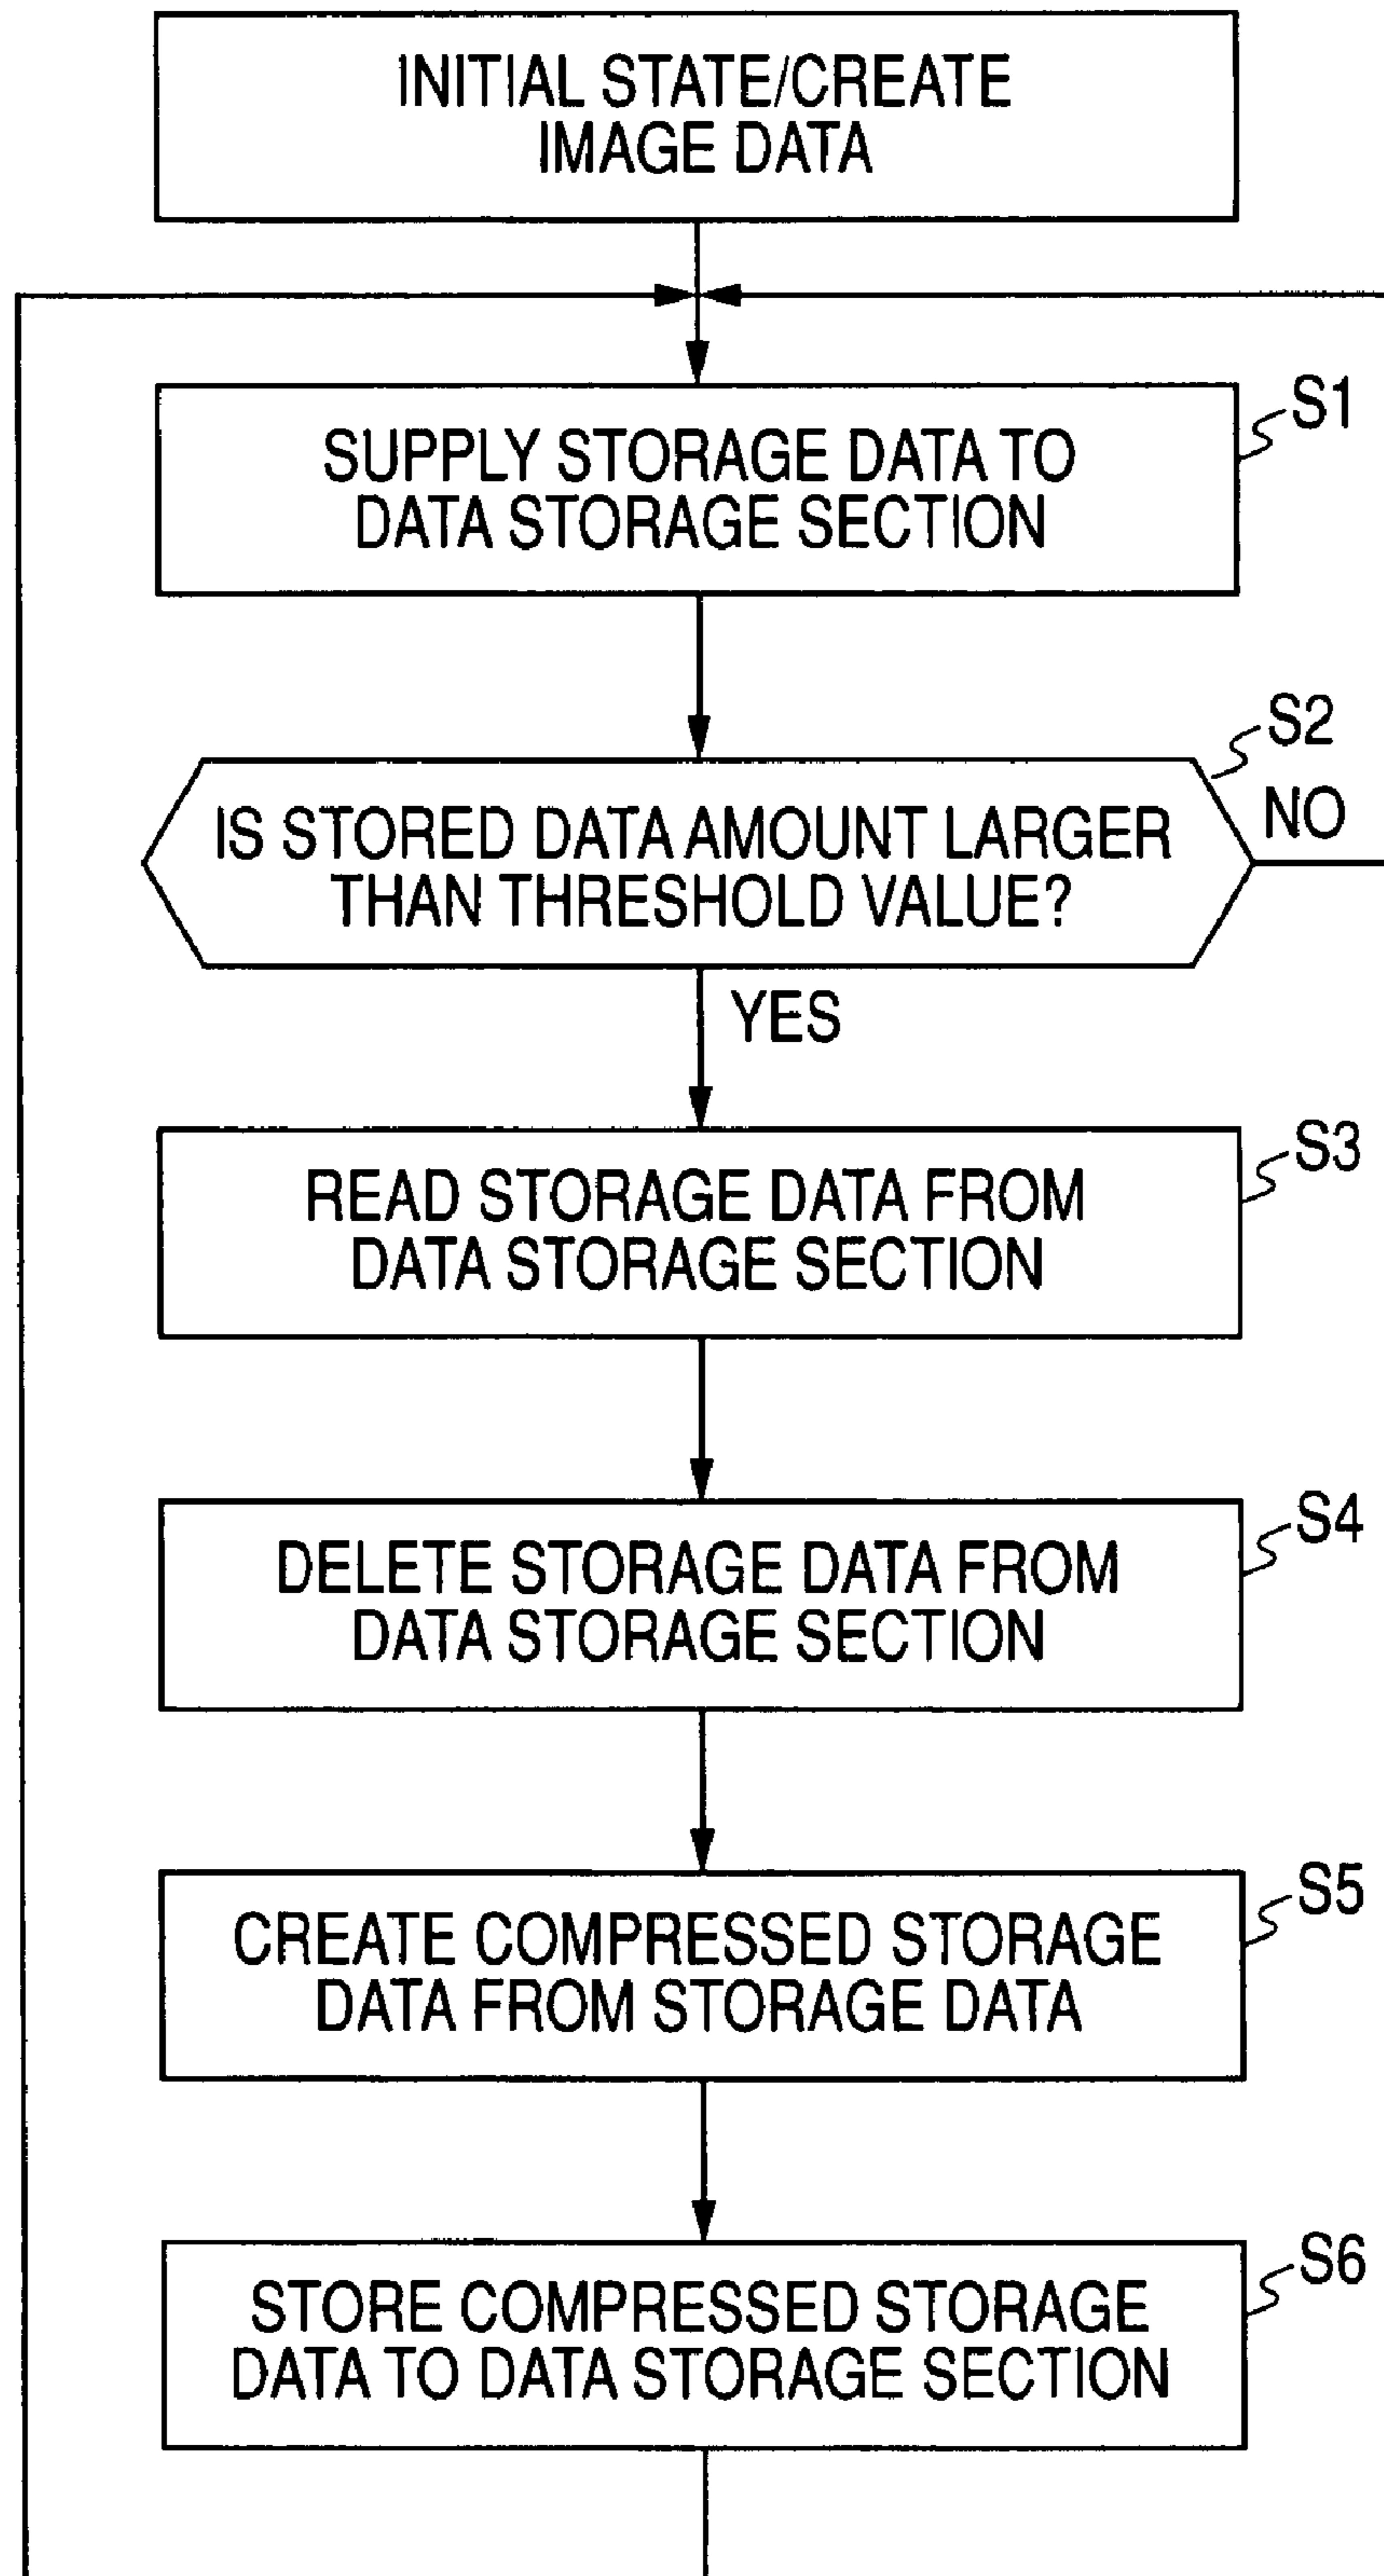 INITIAL STATE/CREATE
IMAGE DATA
S1
SUPPLY STORAGE DATA TO
DATA STORAGE SECTION
S2
IS STORED DATA AMOUNT LARGER
THAN THRESHOLD VALUE?
NO
YES
S3
READ STORAGE DATA FROM
DATA STORAGE SECTION
S4
DELETE STORAGE DATA FROM
DATA STORAGE SECTION
S5
CREATE COMPRESSED STORAGE
DATA FROM STORAGE DATA
S6
STORE COMPRESSED STORAGE
DATA TO DATA STORAGE SECTION